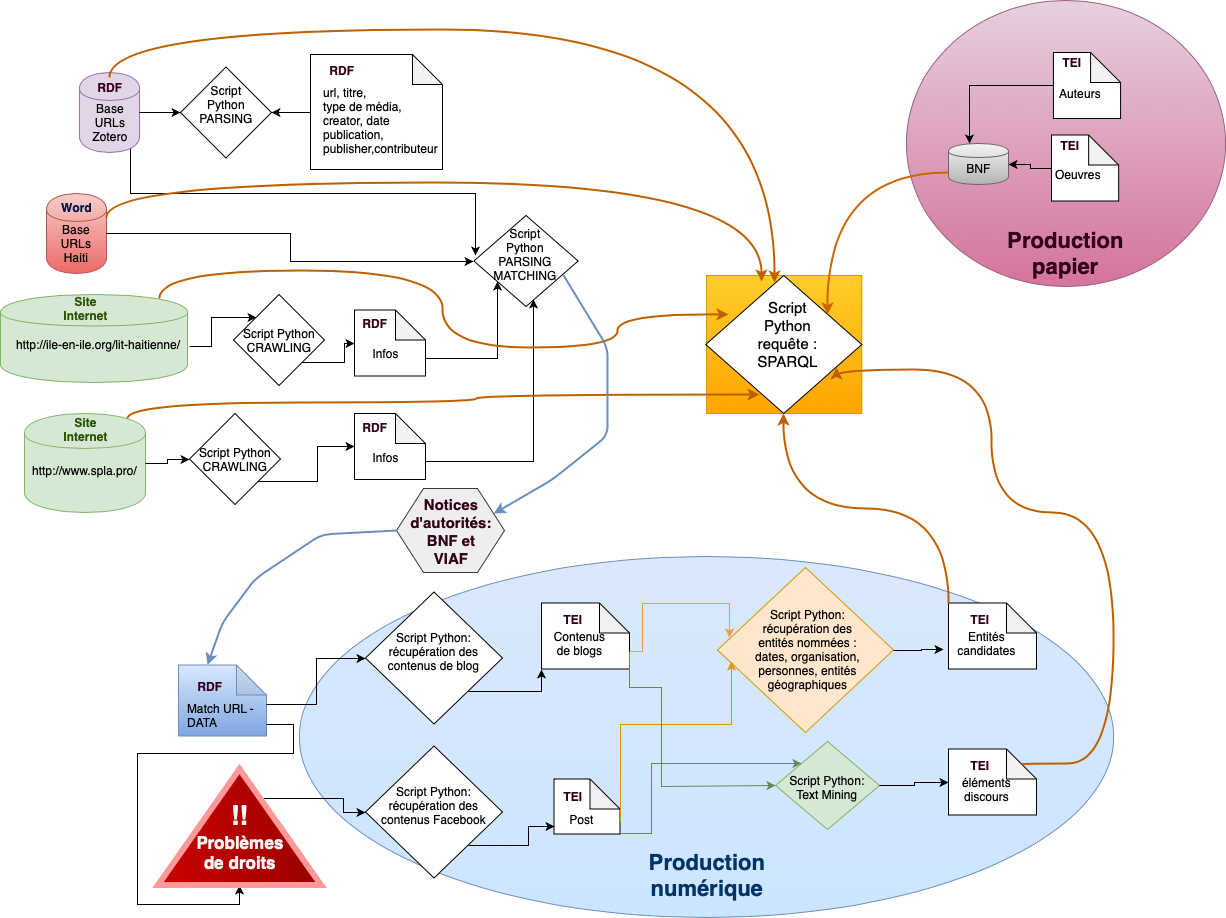 RDF
Base
URLs
Zotero
Script
Python
PARSING
RDF
url, titre,
type de média,
creator, date
publication,
publisher,contributeur
TEI
Auteurs
TEI
Oeuvres
BNF
Production
papier
Word
Base
URLs
Haiti
Script
Python
PARSING
MATCHING
Site
Internet
http://ile-en-ile.org/lit-haitienne/
Script Python
CRAWLING
RDF
Infos
Script
Python
requête :
SPARQL
Site
Internet
http://www.spla.pro/
Script Python
CRAWLING
RDF
Infos
Notices
d'autorités:
BNF et
VIAF
RDF
Match URL -
DATA
Script Python:
récupération des
contenus de blog
TEI
Contenus
de blogs
Script Python:
récupération des
entités nommées :
dates, organisation,
personnes, entités
géographiques
TEI
Entités
candidates
!!
Problèmes
de droits
Script Python:
récupération des
contenus Facebook
TEI
Post
Script Python:
Text Mining
TEI
éléments
discours
Production
numérique